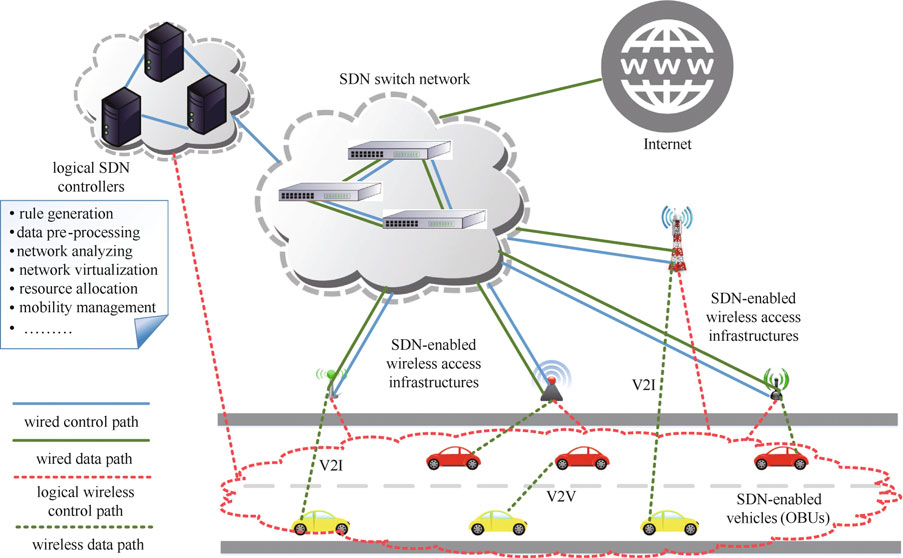 SDN switch network
WWW
Internet
logical SDN
controllers
• rule generation
• data pre-processing
• network analyzing
• network virtualization
• resource allocation
• mobility management
• ………
SDN-enabled
wireless access
infrastructures
SDN-enabled
wireless access
infrastructures
V2I
wired control path
wired data path
logical wireless
control path
wireless data path
V2I
V2V
SDN-enabled
vehicles (OBUs)